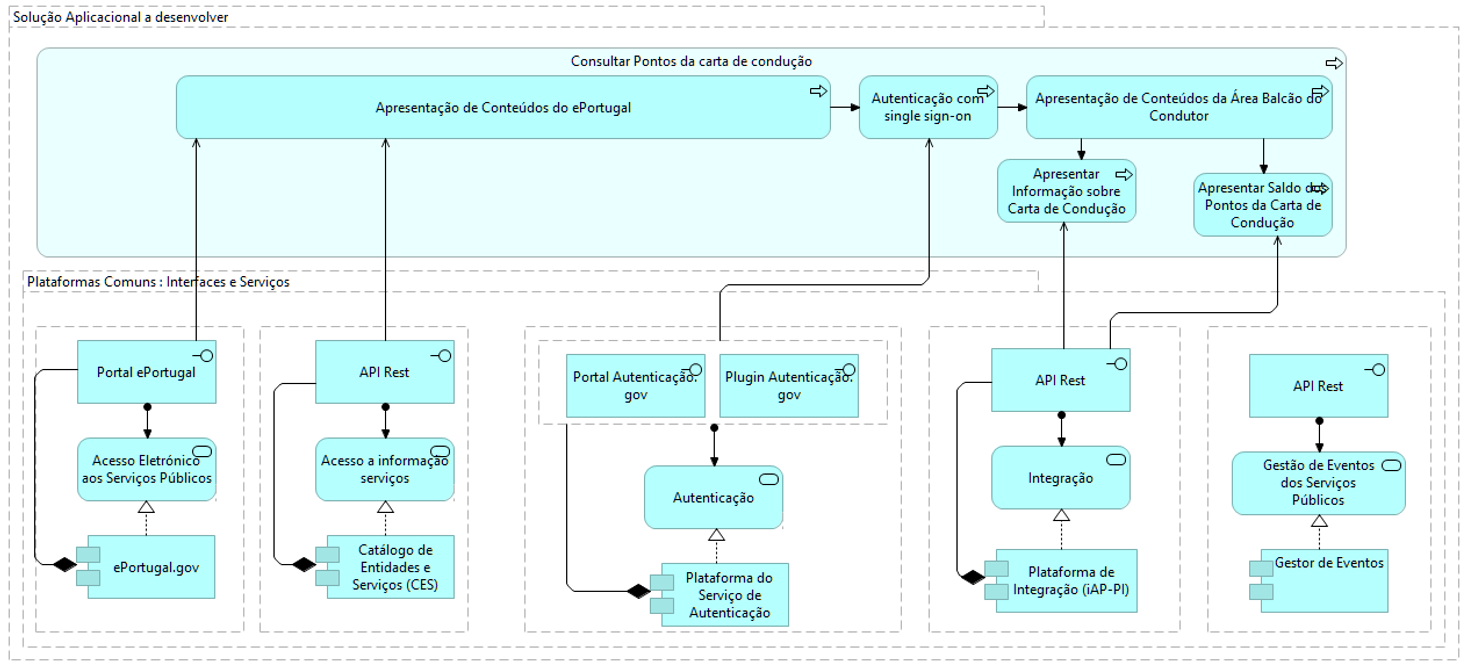 Solução Aplicacional a desenvolver
Consultar Pontos da carta de condução
Apresentação de Conteúdos do ePortugal
Autenticação com
single sign-on
Apresentação de Conteúdos da Área Balcão do
Condutor
Apresentar
Informação sobre
Carta de Condução
Apresentar Saldo dos
Pontos da Carta de
Condução
Plataformas Comuns : Interfaces e Serviços
Portal ePortugal
API Rest
Portal Autenticação.
gov
Plugin Autenticação.
gov
API Rest
API Rest
Acesso Eletrónico
aos Serviços Públicos
Acesso a informação
serviços
Autenticação
Integração
Gestão de Eventos
dos Serviços
Públicos
ePortugal.gov
Catálogo de
Entidades e
Serviços (CES)
Plataforma do
Serviço de
Autenticação
Plataforma de
Integração (iAP-PI)
Gestor de Eventos